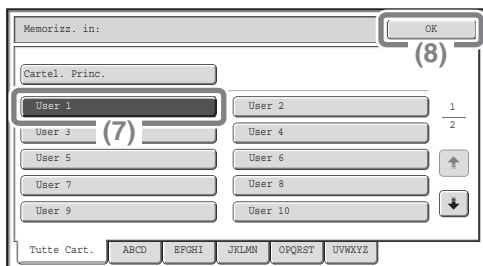 Memorizz. in:
OK
(8)
Cartel. Princ.
User 1
User 2
1
(7)
User 3
User 4
2
User 5
User 6
User 7
User 8
User 9
User 10
Tutte Cart.
ABCD
EFGHI
JKLMN
OPQRST
UVWXYZ